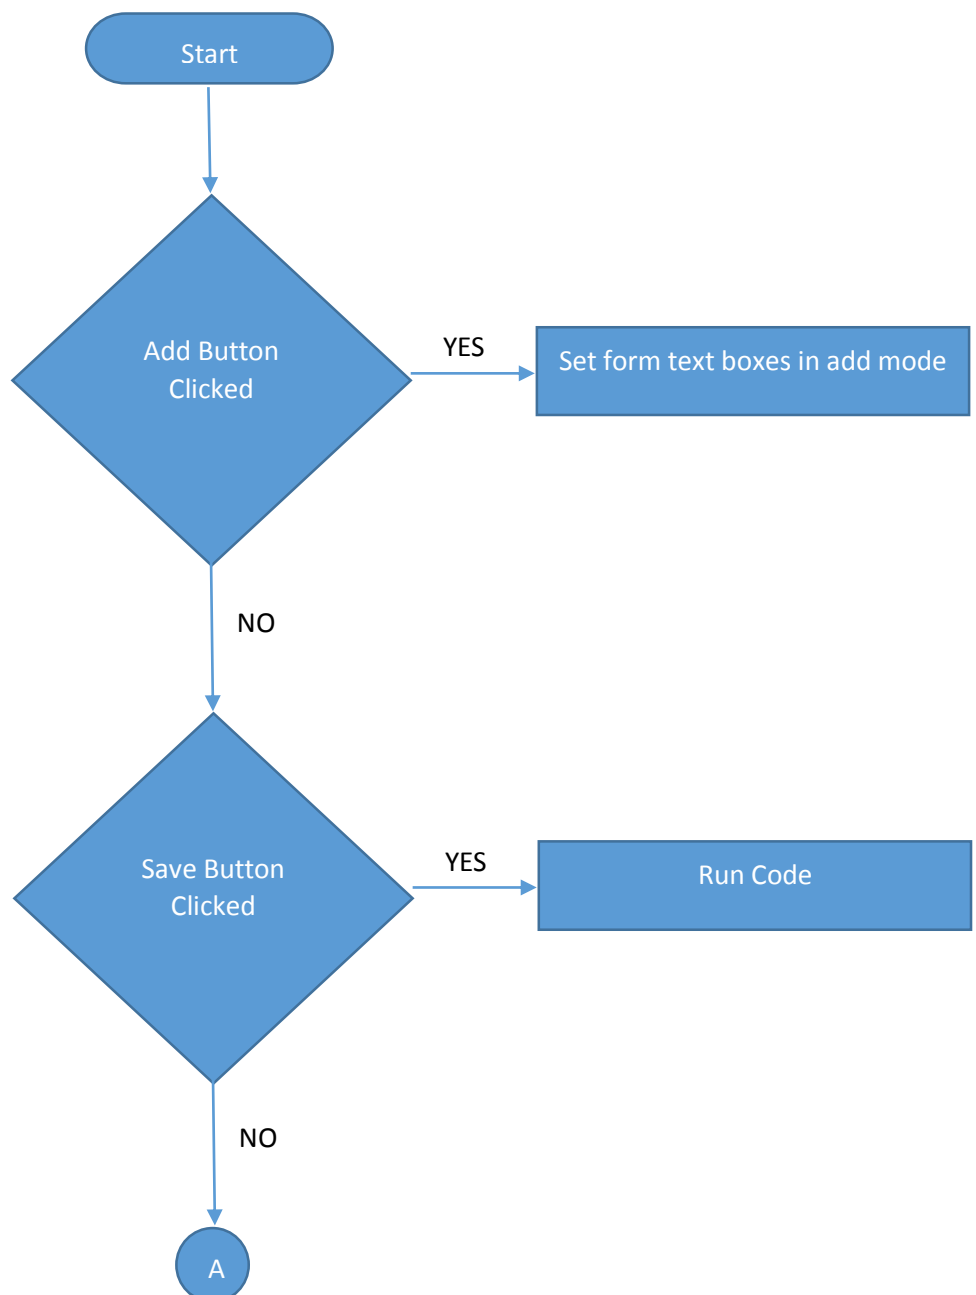 Start
Add Button
Clicked
YES
Set form text boxes in add mode
NO
Save Button
Clicked
YES
Run Code
NO
A